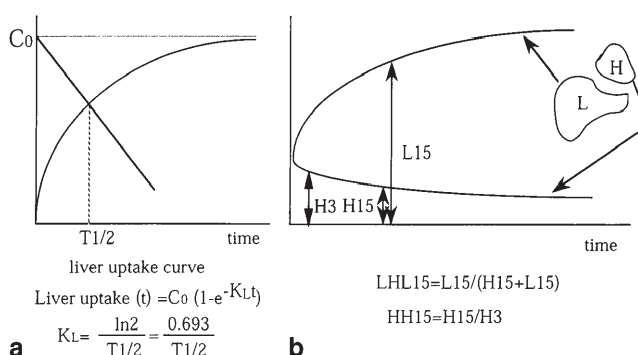 C0
T1/2
time
liver uptake curve
Liver uptake (t) =C0 (1-e^-KLt)
KL= ln2/T1/2 = 0.693/T1/2
a
H
L
L15
H3 H15
time
LHL15=L15/(H15+L15)
HH15=H15/H3
b